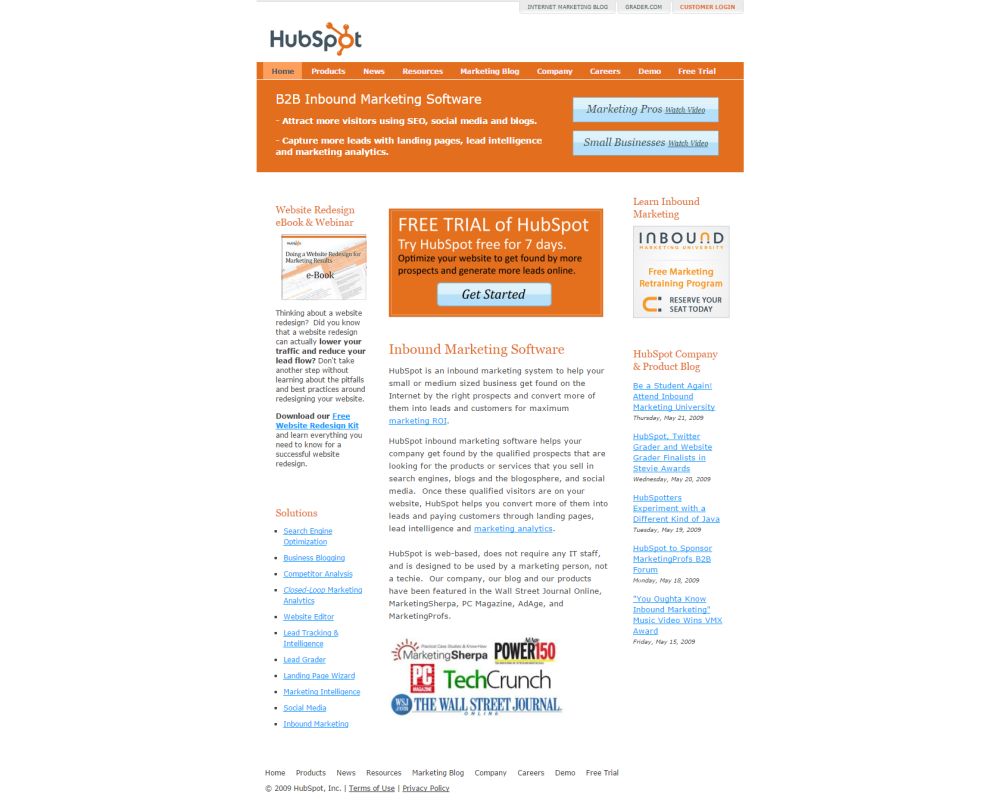 INTERNET MARKETING BLOG
GRADER.COM
CUSTOMER LOGIN
HubSpot
Home
Products
News
Resources
Marketing Blog
Company
Careers
Demo
Free Trial
B2B Inbound Marketing Software
- Attract more visitors using SEO, social media and blogs.
- Capture more leads with landing pages, lead intelligence
and marketing analytics.
Marketing Pros Watch Video
Small Businesses Watch Video
Website Redesign
eBook & Webinar
HubSpot
Doing a Website Redesign for
Marketing Results
e-Book
Thinking about a website
redesign?  Did you know
that a website redesign
can actually lower your
traffic and reduce your
lead flow? Don't take
another step without
learning about the pitfalls
and best practices around
redesigning your website.
Download our Free
Website Redesign Kit
and learn everything you
need to know for a
successful website
redesign.
Solutions
Search Engine
Optimization
Business Blogging
Competitor Analysis
Closed-Loop Marketing
Analytics
Website Editor
Lead Tracking &
Intelligence
Lead Grader
Landing Page Wizard
Marketing Intelligence
Social Media
Inbound Marketing
FREE TRIAL of HubSpot
Try HubSpot free for 7 days.
Optimize your website to get found by more
prospects and generate more leads online.
Get Started
Inbound Marketing Software
HubSpot is an inbound marketing system to help your
small or medium sized business get found on the
Internet by the right prospects and convert more of
them into leads and customers for maximum
marketing ROI.
HubSpot inbound marketing software helps your
company get found by the qualified prospects that are
looking for the products or services that you sell in
search engines, blogs and the blogosphere, and social
media.  Once these qualified visitors are on your
website, HubSpot helps you convert more of them into
leads and paying customers through landing pages,
lead intelligence and marketing analytics.
HubSpot is web-based, does not require any IT staff,
and is designed to be used by a marketing person, not
a techie.  Our company, our blog and our products
have been featured in the Wall Street Journal Online,
MarketingSherpa, PC Magazine, AdAge, and
MarketingProfs.
Practical Case Studies & Know-How
MarketingSherpa
AdAge
POWER150
PC
MAGAZINE
TechCrunch
WSJ
.com
THE WALL STREET JOURNAL
ONLINE
Learn Inbound
Marketing
INBOUND
MARKETING UNIVERSITY
Free Marketing
Retraining Program
RESERVE YOUR
SEAT TODAY
HubSpot Company
& Product Blog
Be a Student Again!
Attend Inbound
Marketing University
Thursday, May 21, 2009
HubSpot, Twitter
Grader and Website
Grader Finalists in
Stevie Awards
Wednesday, May 20, 2009
HubSpotters
Experiment with a
Different Kind of Java
Tuesday, May 19, 2009
HubSpot to Sponsor
MarketingProfs B2B
Forum
Monday, May 18, 2009
"You Oughta Know
Inbound Marketing"
Music Video Wins VMX
Award
Friday, May 15, 2009
Home
Products
News
Resources
Marketing Blog
Company
Careers
Demo
Free Trial
© 2009 HubSpot, Inc. | Terms of Use | Privacy Policy